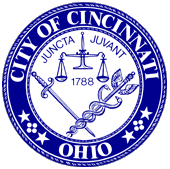 CITY OF CINCINNATI
JUNCTA JUVANT
1788
OHIO